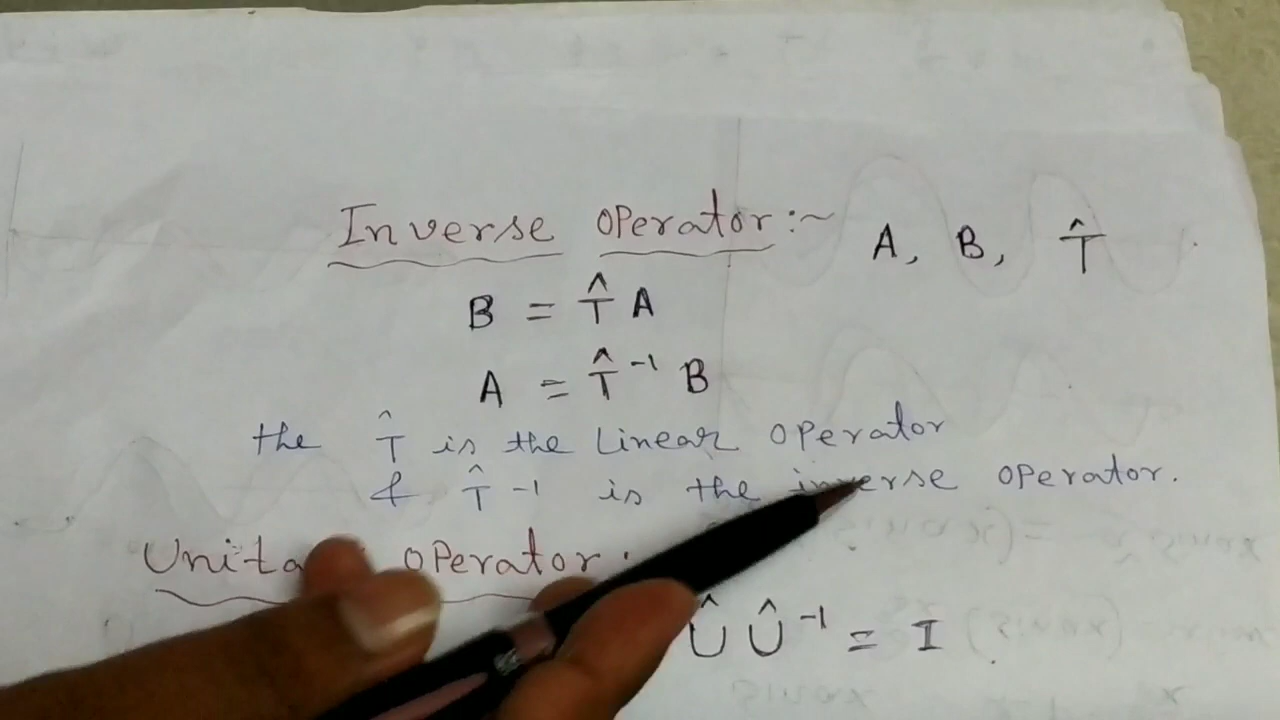 Inverse Operator:~ A, B, T̂
B = T̂ A
A = T̂⁻¹ B
the T̂ is the Linear Operator
& T̂ -1 is the inverse Operator.
Operator:
Û Û⁻¹ = I